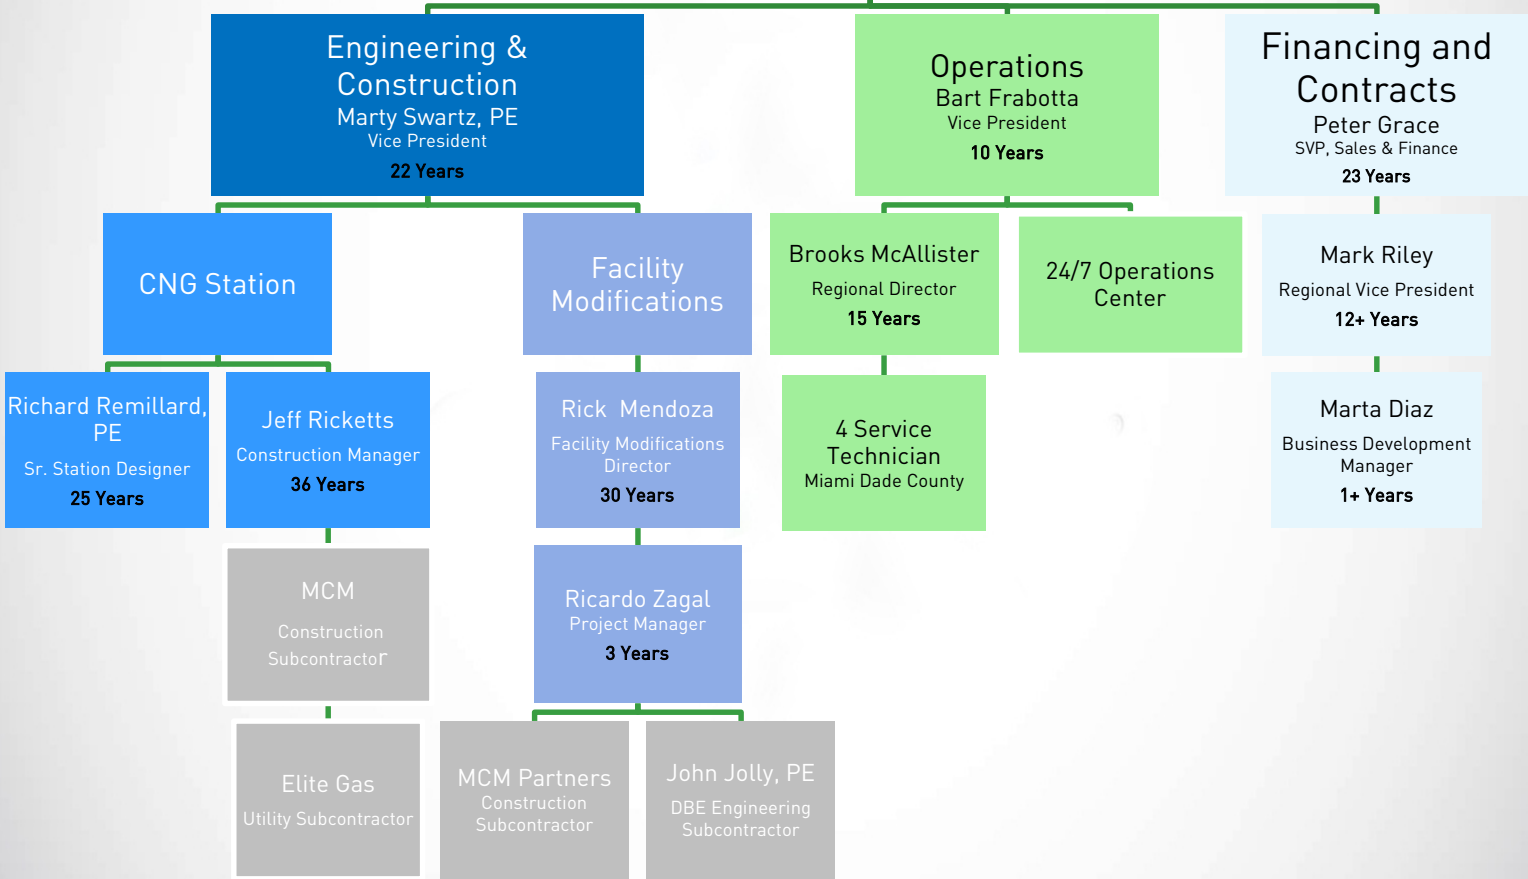 Engineering &
Construction
Marty Swartz, PE
Vice President
22 Years
Operations
Bart Frabotta
Vice President
10 Years
Financing and
Contracts
Peter Grace
SVP, Sales & Finance
23 Years
CNG Station
Facility
Modifications
Brooks McAllister
Regional Director
15 Years
24/7 Operations
Center
Mark Riley
Regional Vice President
12+ Years
Richard Remillard,
PE
Sr. Station Designer
25 Years
Jeff Ricketts
Construction Manager
36 Years
Rick Mendoza
Facility Modifications
Director
30 Years
4 Service
Technician
Miami Dade County
Marta Diaz
Business Development
Manager
1+ Years
MCM
Construction
Subcontractor
Ricardo Zagal
Project Manager
3 Years
Elite Gas
Utility Subcontractor
MCM Partners
Construction
Subcontractor
John Jolly, PE
DBE Engineering
Subcontractor